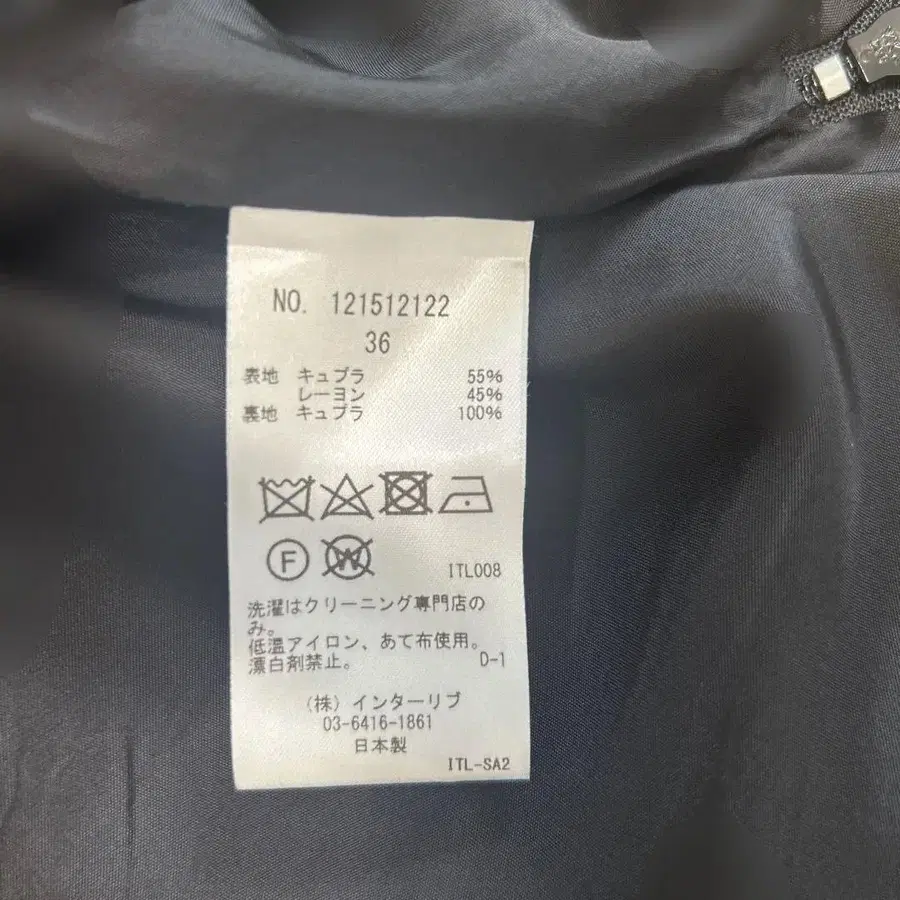 NO. 121512122
36
表地 キュプラ 55%
レーヨン 45%
裏地 キュプラ 100%
F W
ITL008
洗濯はクリーニング専門店の
み。
低温アイロン、あて布使用。
漂白剤禁止。 D-1
(株) インターリブ
03-6416-1861
日本製
ITL-SA2